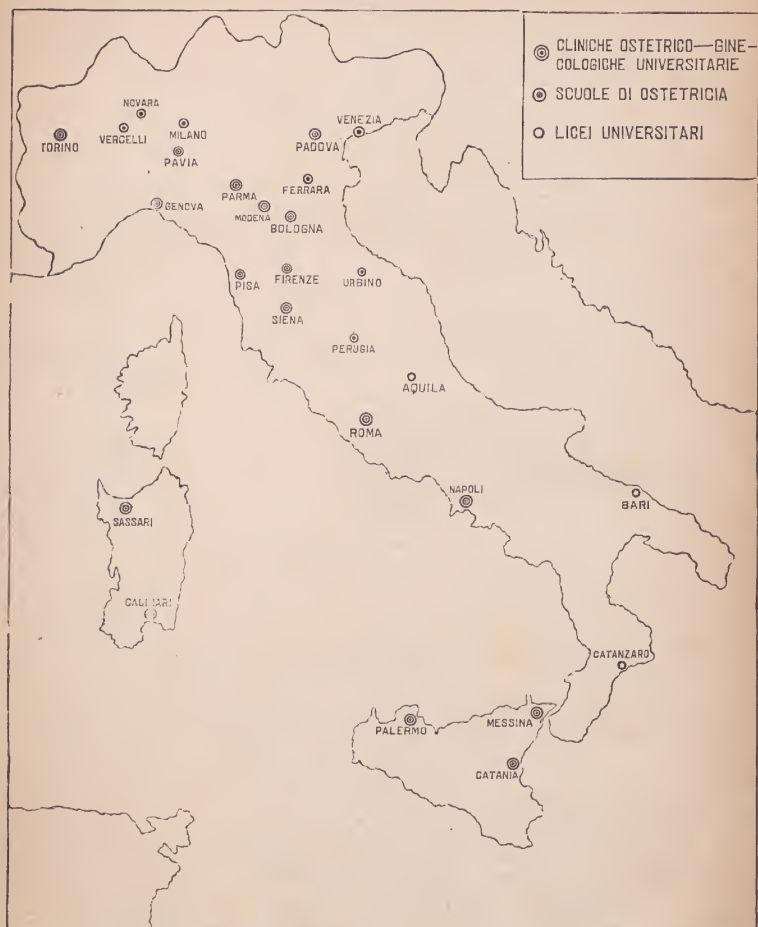 CLINICHE OSTETRICO—GINE-
COLOGICHE UNIVERSITARIE
SCUOLE DI OSTETRICIA
LICEI UNIVERSITARI
NOVARA
VENEZIA
TORINO
VERCELLI
MILANO
PADOVA
PAVIA
PARMA
FERRARA
GENOVA
MODENA
BOLOGNA
PISA
FIRENZE
URBINO
SIENA
PERUGIA
AQUILA
ROMA
NAPOLI
BARI
SASSARI
CAGLIARI
CATANZARO
PALERMO
MESSINA
CATANIA